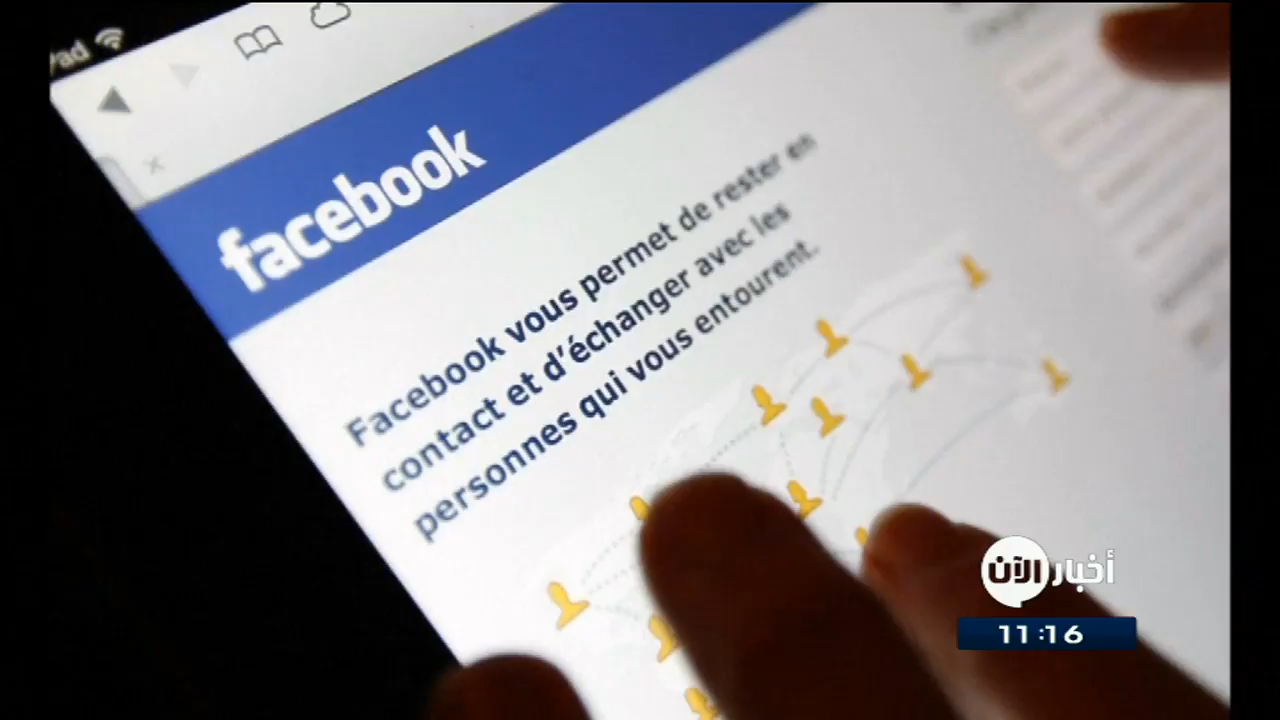 facebook
Facebook vous permet de rester en
contact et d'échanger avec les
personnes qui vous entourent.
أخبار الآن
11:16